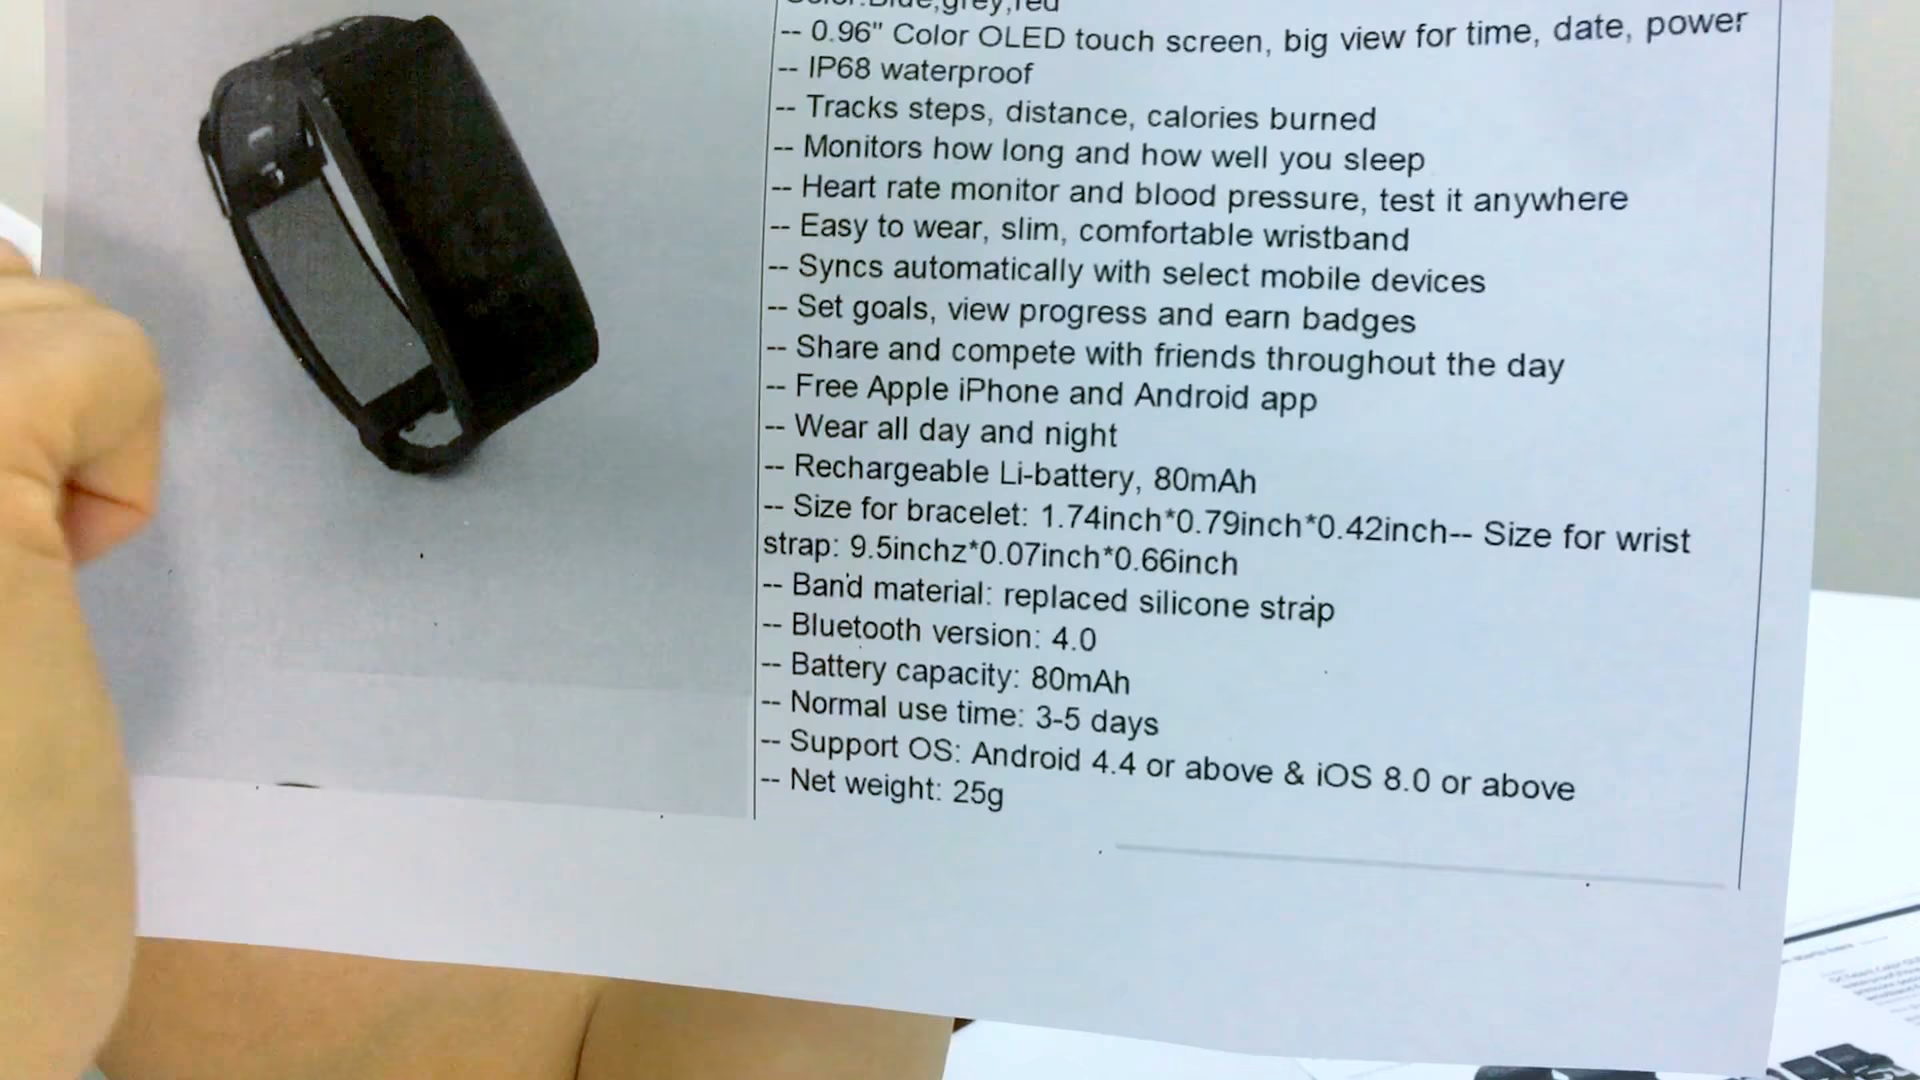 Color:Blue,grey,red
-- 0.96" Color OLED touch screen, big view for time, date, power
-- IP68 waterproof
-- Tracks steps, distance, calories burned
-- Monitors how long and how well you sleep
-- Heart rate monitor and blood pressure, test it anywhere
-- Easy to wear, slim, comfortable wristband
-- Syncs automatically with select mobile devices
-- Set goals, view progress and earn badges
-- Share and compete with friends throughout the day
-- Free Apple iPhone and Android app
-- Wear all day and night
-- Rechargeable Li-battery, 80mAh
-- Size for bracelet: 1.74inch*0.79inch*0.42inch-- Size for wrist
strap: 9.5inchz*0.07inch*0.66inch
-- Band material: replaced silicone strap
-- Bluetooth version: 4.0
-- Battery capacity: 80mAh
-- Normal use time: 3-5 days
-- Support OS: Android 4.4 or above & iOS 8.0 or above
-- Net weight: 25g